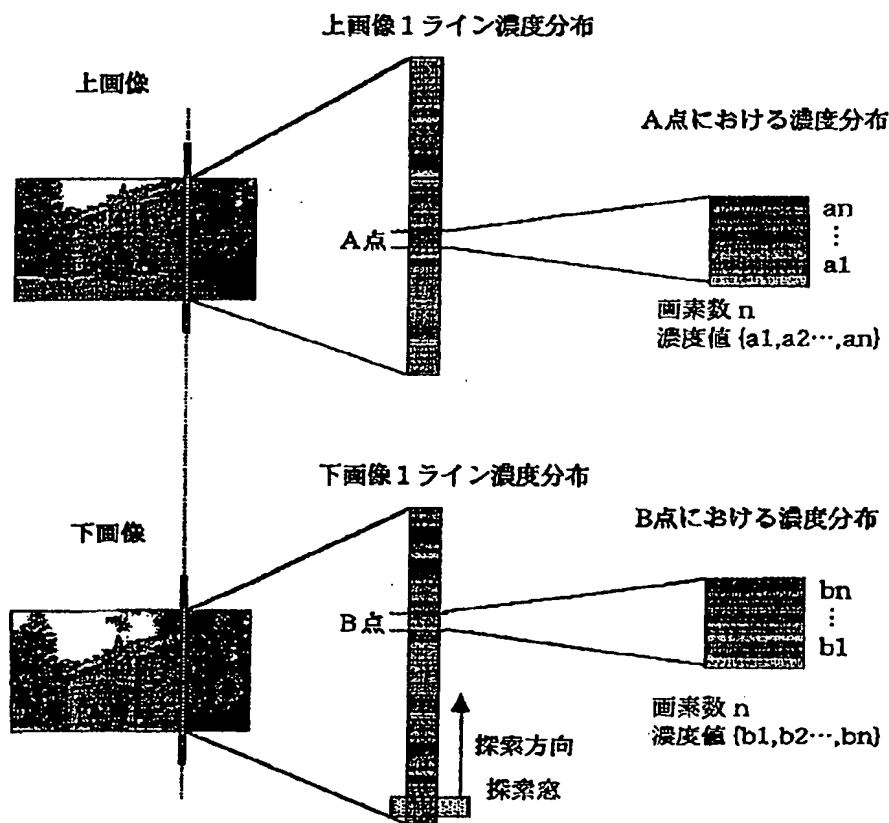 上画像1ライン濃度分布
上画像
A点における濃度分布
A点
an
⋮
a1
画素数 n
濃度値 {a1,a2…,an}
下画像1ライン濃度分布
下画像
B点における濃度分布
B点
bn
⋮
b1
画素数 n
濃度値 {b1,b2…,bn}
探索方向
探索窓